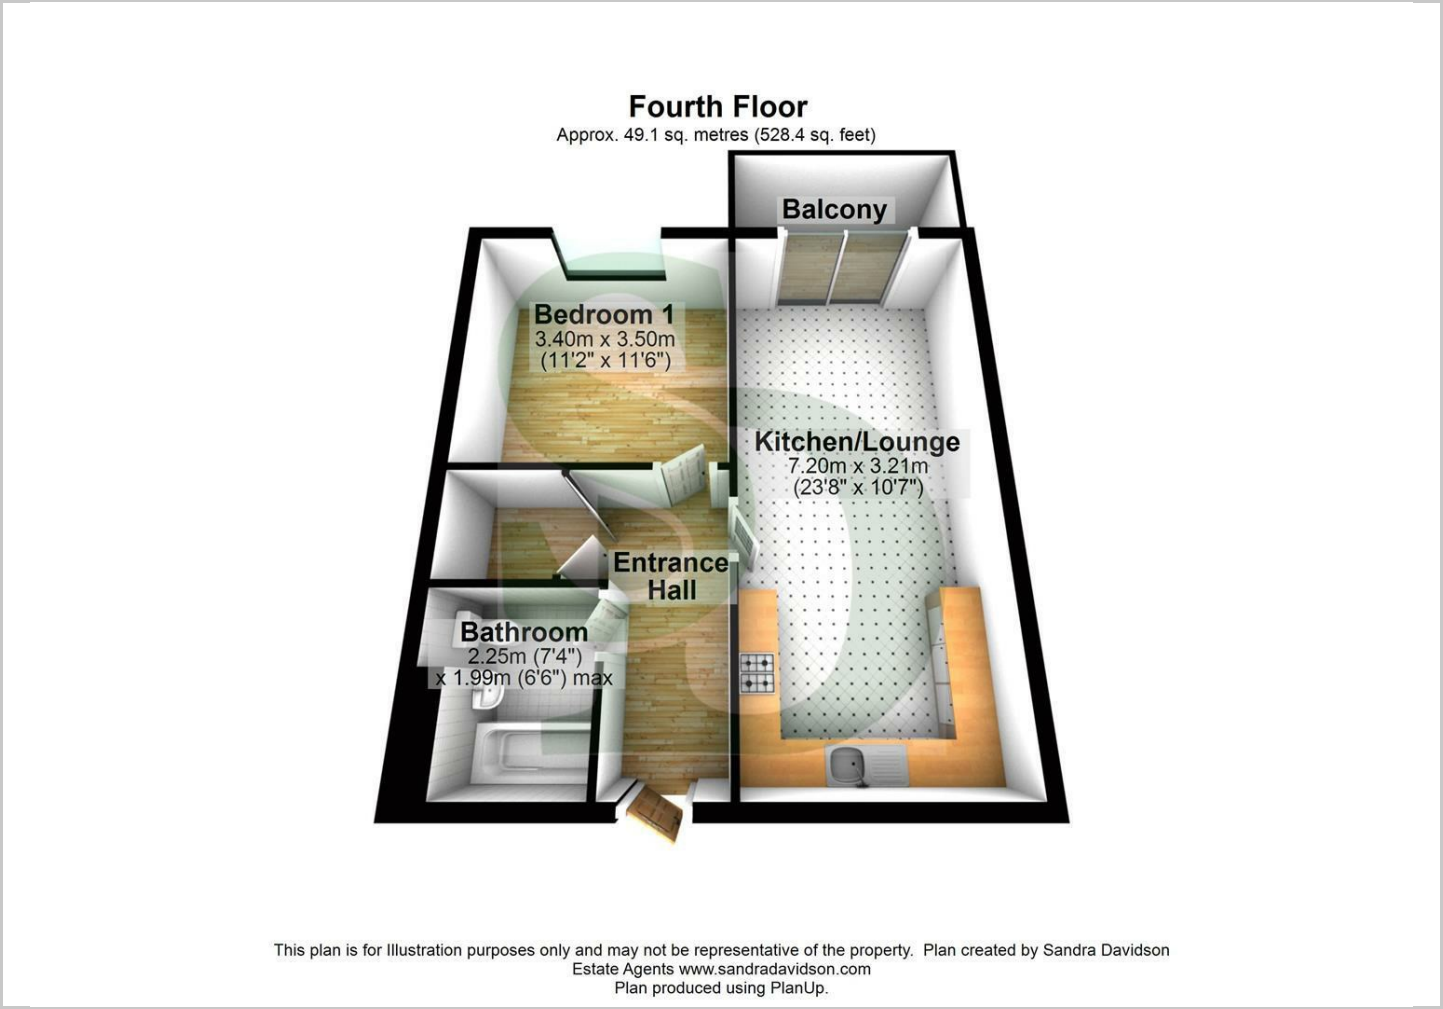 Fourth Floor
Approx. 49.1 sq. metres (528.4 sq. feet)
Balcony
Bedroom 1
3.40m x 3.50m
(11'2" x 11'6")
Kitchen/Lounge
7.20m x 3.21m
(23'8" x 10'7")
Entrance
Hall
Bathroom
2.25m (7'4")
x 1.99m (6'6") max
This plan is for Illustration purposes only and may not be representative of the property.  Plan created by Sandra Davidson
Estate Agents www.sandradavidson.com
Plan produced using PlanUp.